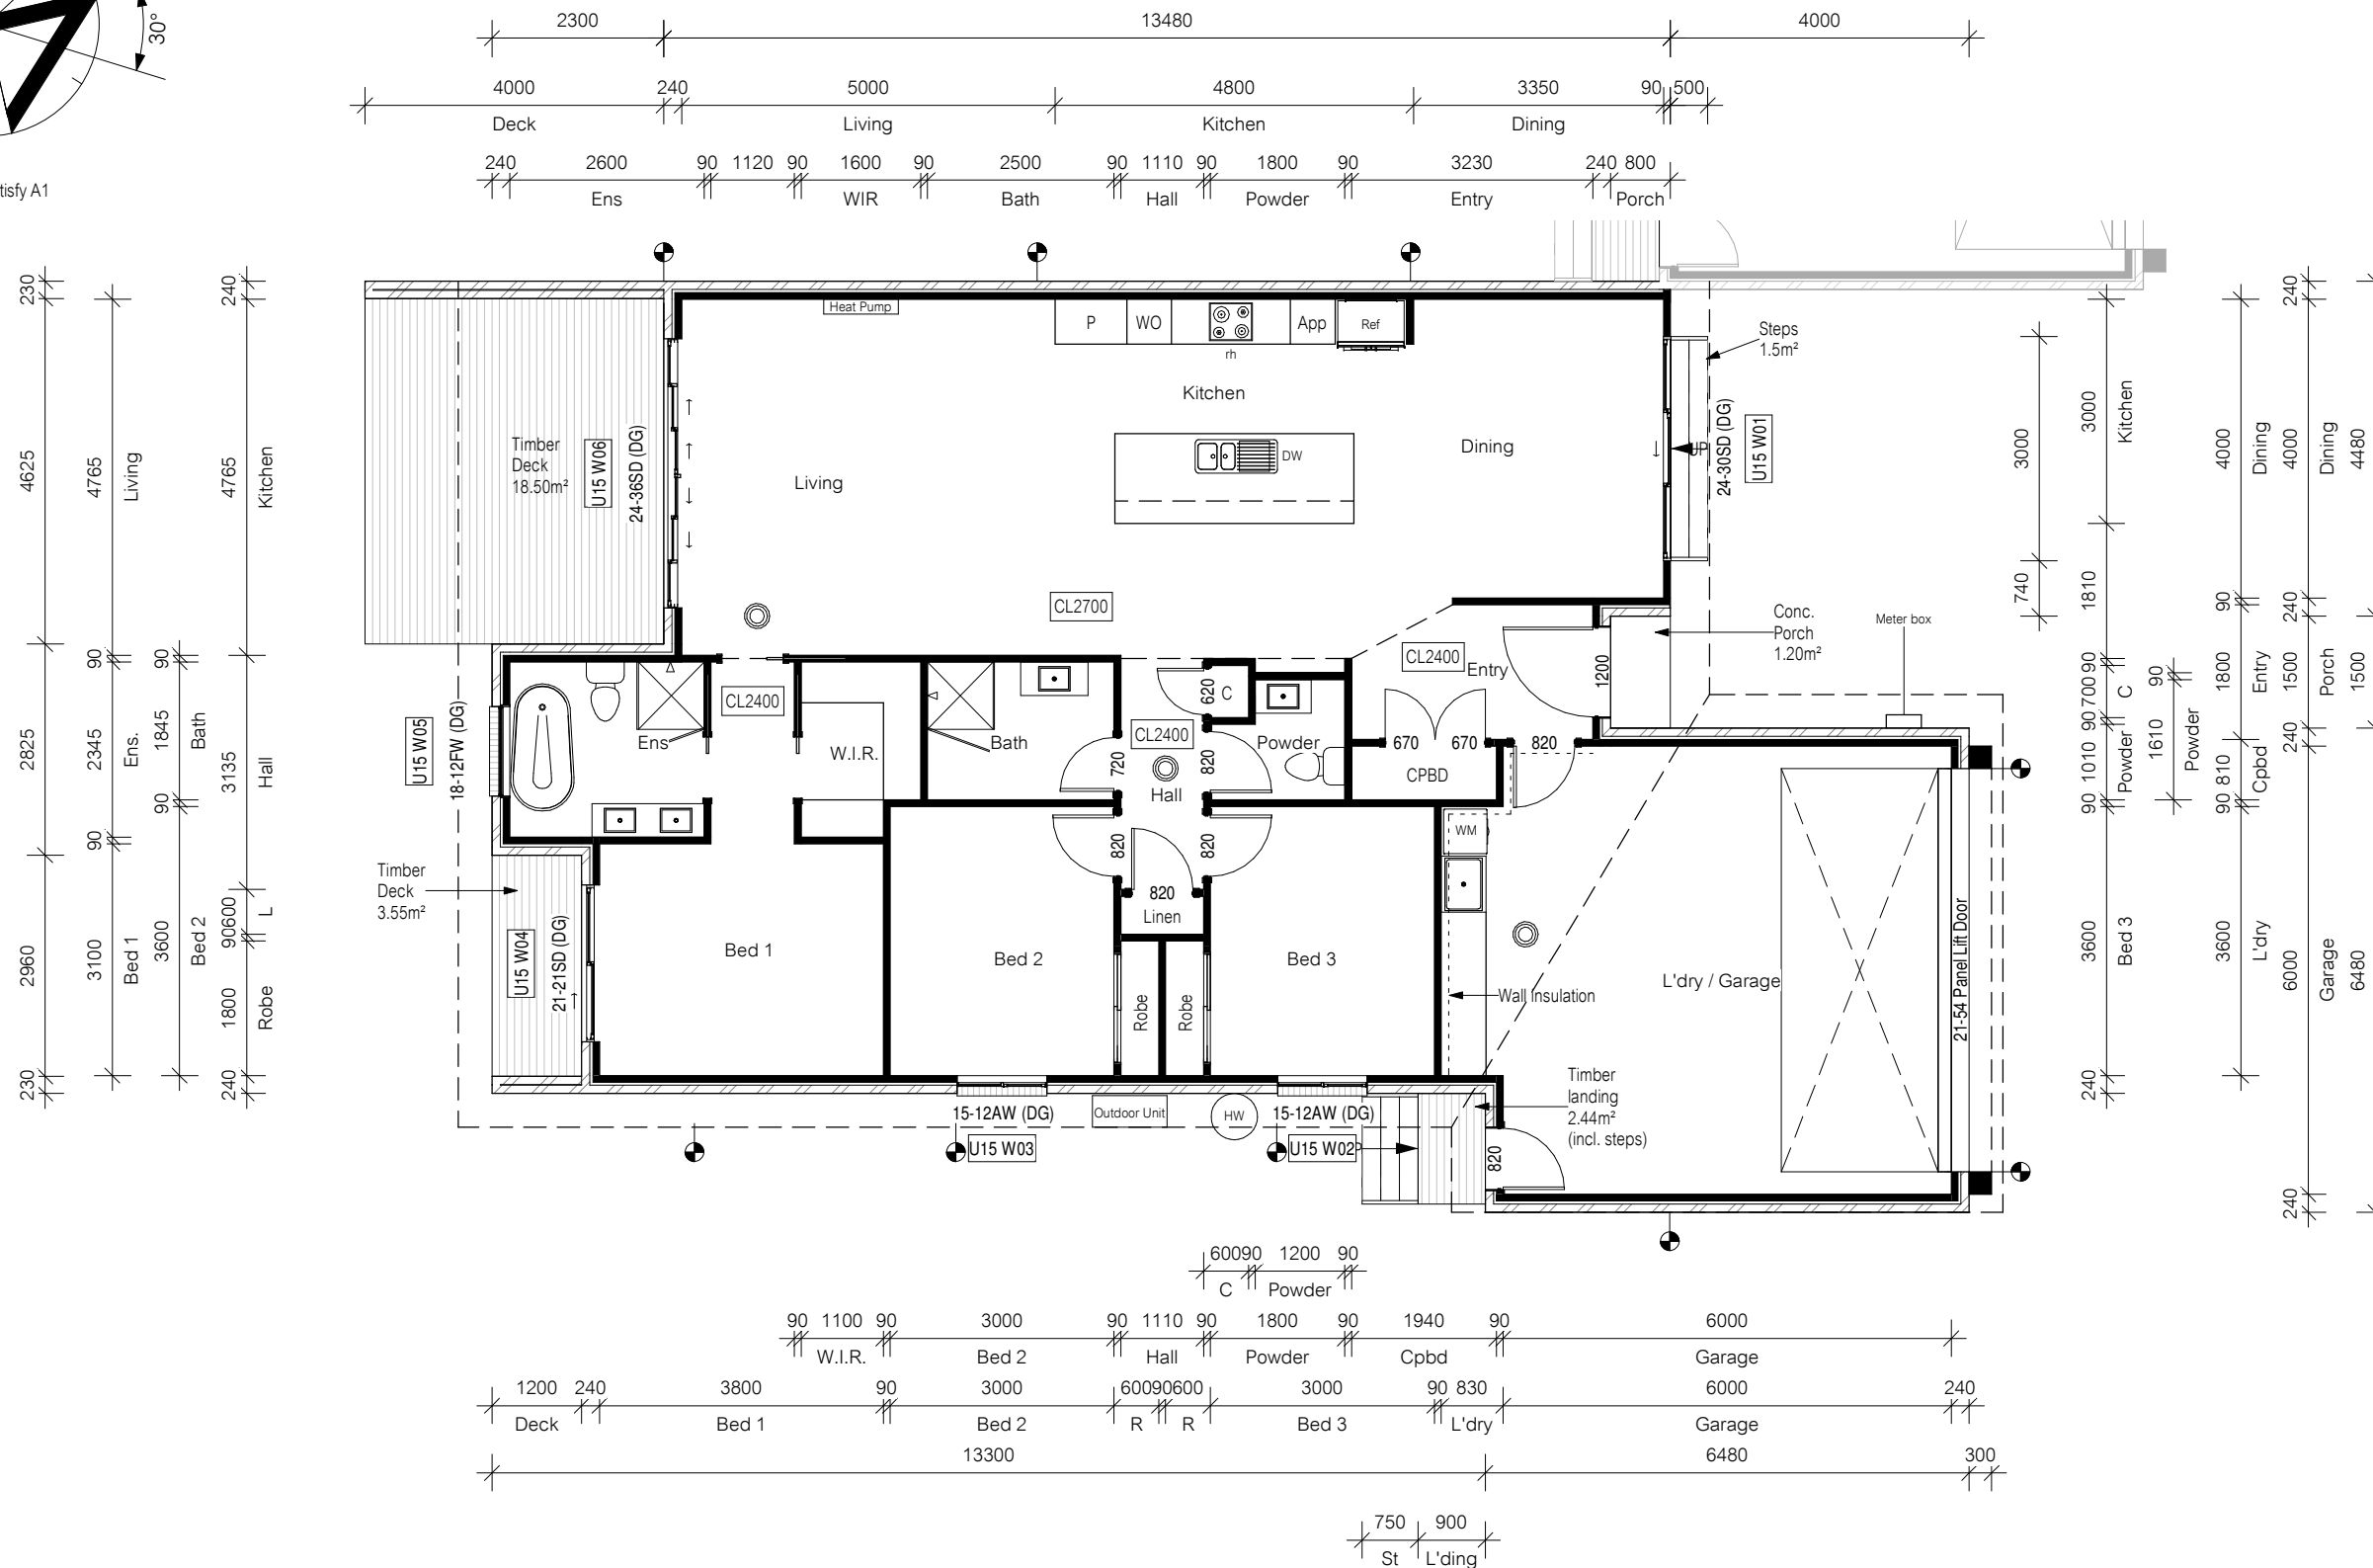 30°
tisfy A1
2300 13480 4000
4000 240 5000 4800 3350 90 500
Deck Living Kitchen Dining
240 2600 90 1120 90 1600 90 2500 90 1110 90 1800 90 3230 240 800
Ens WIR Bath Hall Powder Entry Porch
230 4625 2825 2960 230
4765 90 2345 90 3100
Living Ens. Bed 1
90 1845 90 3600
Bath Bed 2
240 4765 3135 600 90 1800 240
Kitchen Hall L Robe
Heat Pump
P WO App Ref
rh
Kitchen
DW
Living
Dining
Timber
Deck
18.50m²
U15 W06
24-36SD (DG)
Steps
1.5m²
UP
24-30SD (DG)
U15 W01
CL2700
CL2400
Entry
1200
Conc.
Porch
1.20m²
Meter box
U15 W05
18-12FW (DG)
Ens
CL2400
W.I.R.
Bath
720
CL2400
Hall
620
C
820
Powder
670 670
CPBD
820
820
820
820
Linen
WM
Timber
Deck
3.55m²
U15 W04
21-21SD (DG)
Bed 1
Bed 2
Robe
Robe
Bed 3
Wall Insulation
L'dry / Garage
21-54 Panel Lift Door
15-12AW (DG)
U15 W03
Outdoor Unit
HW
15-12AW (DG)
U15 W02
820
Timber
landing
2.44m²
(incl. steps)
3000 740
3000 1810 90 700 90 1010 90 3600 240
Kitchen C Powder Bed 3
90 1610
Powder
4000 90 1800 810 90 3600
Dining Entry Cpbd L'dry
240 4000 240 1500 240 6000 240
Dining Porch Garage
4480 1500 6480
600 90 1200 90
C Powder
90 1100 90 3000 90 1110 90 1800 90 1940 90 6000
W.I.R. Bed 2 Hall Powder Cpbd Garage
1200 240 3800 90 3000 600 90 600 3000 90 830 6000 240
Deck Bed 1 Bed 2 R R Bed 3 L'dry Garage
13300 6480 300
750 900
St L'ding